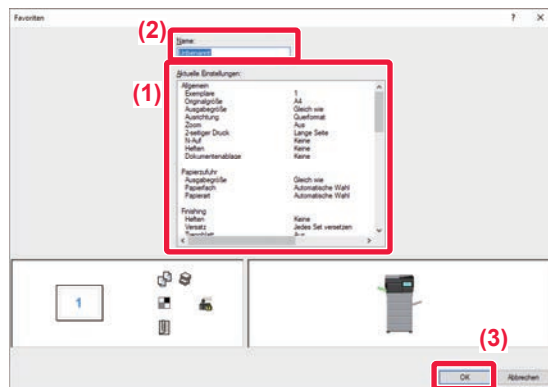 Favoriten ? X
(2)
Name:
Unbenannt
(1)
Aktuelle Einstellungen:
Allgemein
Exemplare 1
Originalgröße A4
Ausgabegröße Gleich wie
Ausrichtung Querformat
Zoom Aus
2-seitiger Druck Lange Seite
N-Auf Keine
Heften Keine
Dokumentenablage Keine
Papierzufuhr
Ausgabegröße Gleich wie
Papierfach Automatische Wahl
Papierart Automatische Wahl
Finishing
Heften Keine
Versatz Jedes Set versetzen
Trennblatt Aus
1
(3)
OK Abbrechen